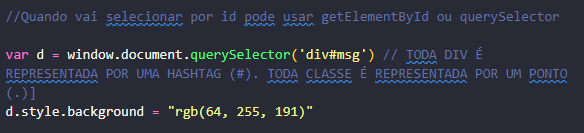 //Quando vai selecionar por id pode usar getElementById ou querySelector
var d = window.document.querySelector('div#msg') // TODA DIV É
REPRESENTADA POR UMA HASHTAG (#). TODA CLASSE É REPRESENTADA POR UM PONTO
(.)]
d.style.background = "rgb(64, 255, 191)"